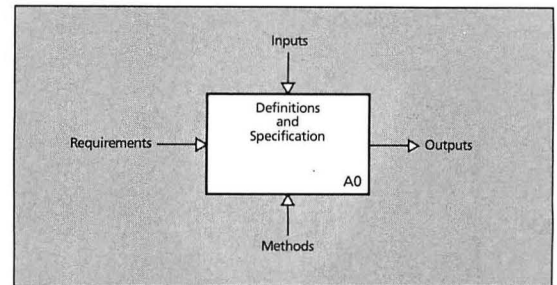 Inputs
Definitions
and
Specification
Requirements
Outputs
A0
Methods